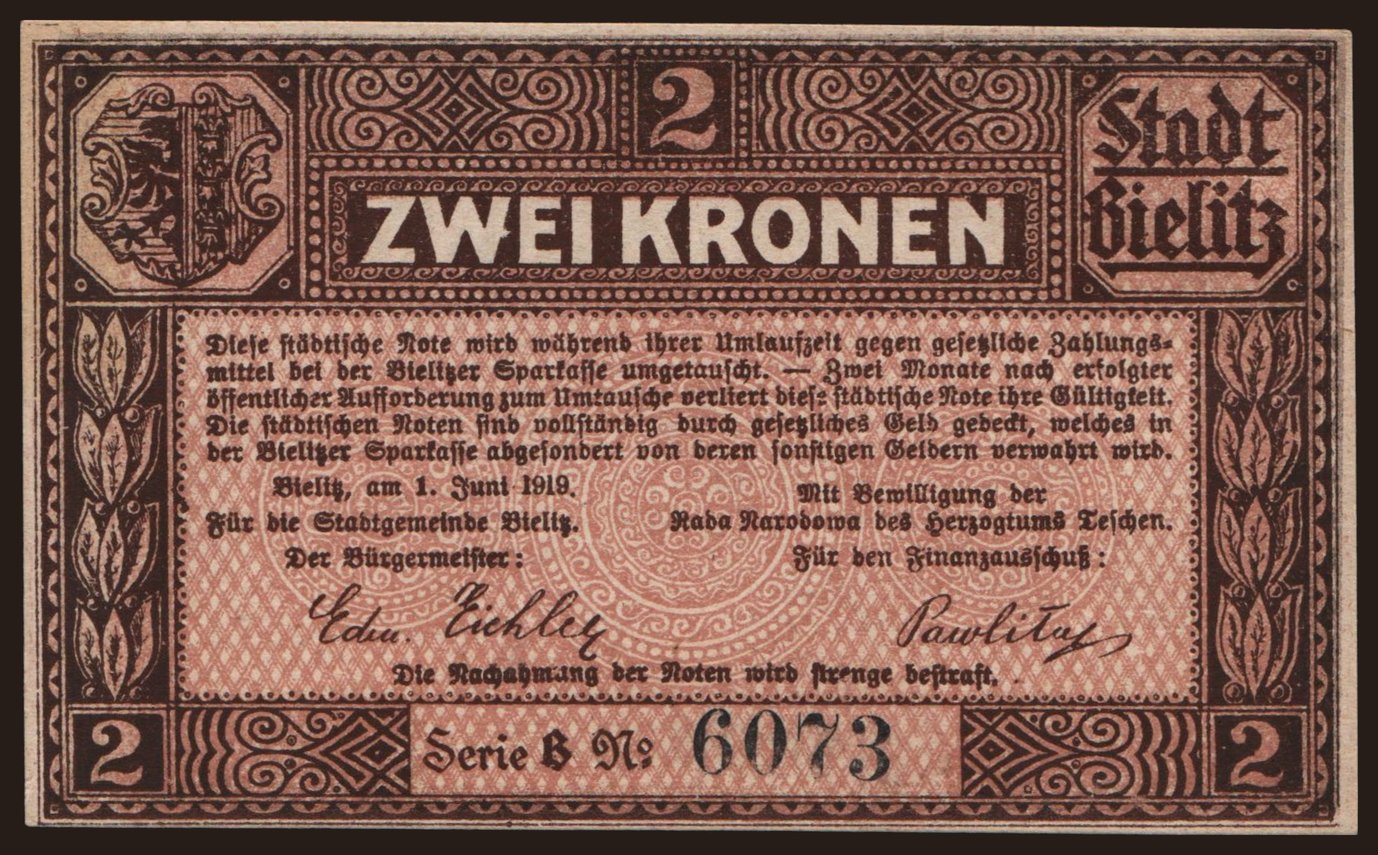 2
Stadt
Bielitz
ZWEI KRONEN
Diese städtische Note wird während ihrer Umlaufzeit gegen gesetzliche Zahlungs-
mittel bei der Bielitzer Sparkasse umgetauscht. — Zwei Monate nach erfolgter
öffentlicher Aufforderung zum Umtausche verliert diese städtische Note ihre Gültigkeit.
Die städtischen Noten sind vollständig durch gesetzliches Geld gedeckt, welches in
der Bielitzer Sparkasse abgesondert von deren sonstigen Geldern verwahrt wird.
Bielitz, am 1. Juni 1919.
Für die Stadtgemeinde Bielitz.
Der Bürgermeister:
Mit Bewilligung der
Rada Narodowa des Herzogtums Teschen.
Für den Finanzausschuß:
Edm. Eichler
Die Nachahmung der Noten wird strenge bestraft.
2
Serie B No 6073
2